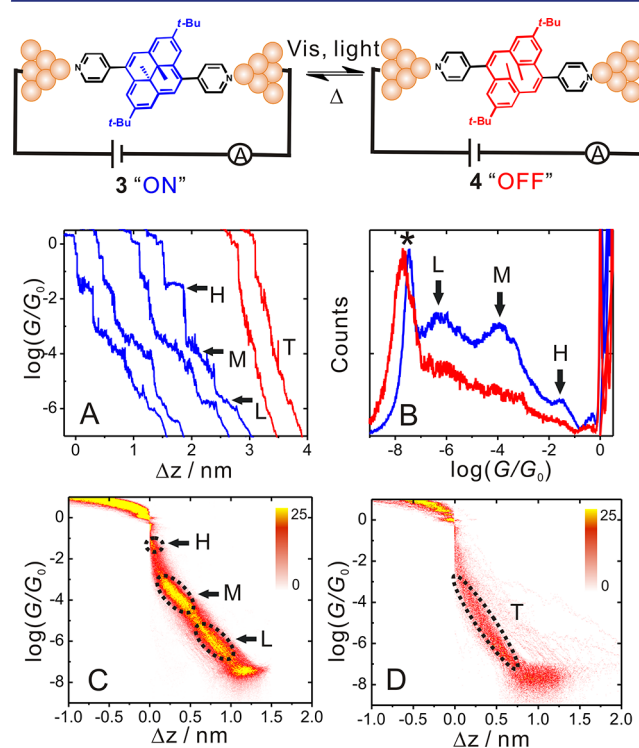 t-Bu
t-Bu
Vis, light
Δ
N
N
N
N
t-Bu
t-Bu
A
A
3 “ON”
4 “OFF”
log(G/G₀)
0
-2
-4
-6
H
M
L
T
A
0
1
2
3
4
Δz / nm
Counts
*
L
M
H
B
-8
-6
-4
-2
0
log(G/G₀)
log(G/G₀)
0
-2
-4
-6
-8
25
0
H
M
L
C
-1.0
-0.5
0.0
0.5
1.0
1.5
2.0
Δz / nm
log(G/G₀)
0
-2
-4
-6
-8
25
0
T
D
-1.0
-0.5
0.0
0.5
1.0
1.5
2.0
Δz / nm